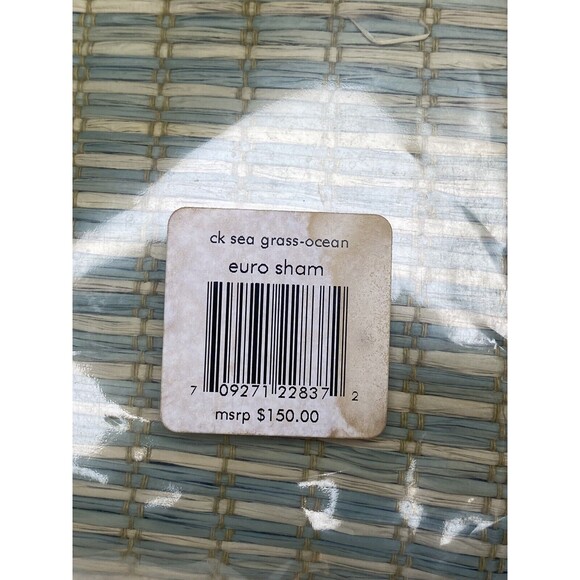 ck sea grass-ocean
euro sham
7 09271 22837 2
msrp $150.00